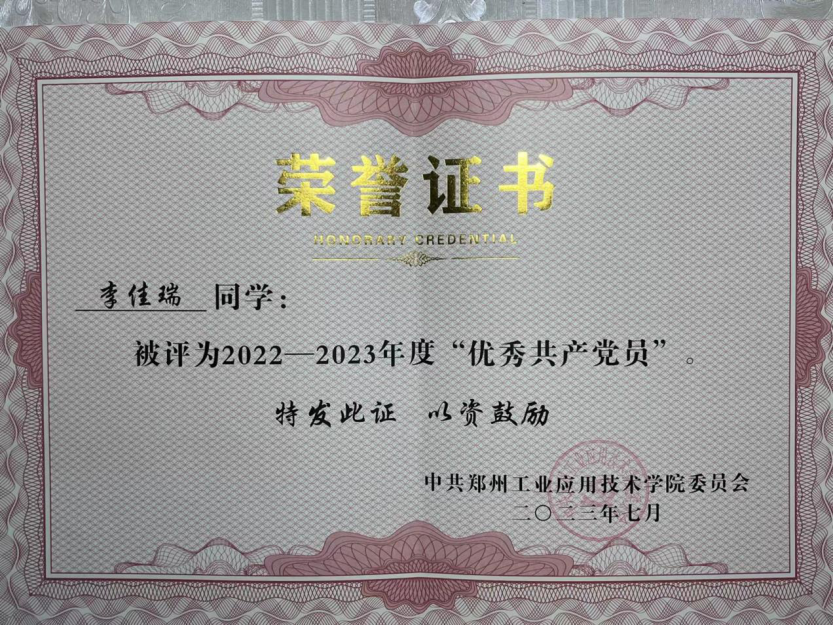 荣誉证书
HONORARY CREDENTIAL
李佳瑞 同学：
被评为2022—2023年度“优秀共产党员”。
特发此证 以资鼓励
中共郑州工业应用技术学院委员会
二〇二三年七月